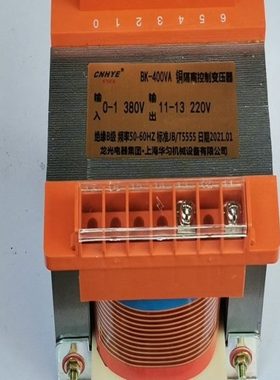 6 5 4 3 2 1
CNHYE® BK-400VA 铜隔离控制变压器
输入 0-1 380V 输出 11-13 220V
绝缘B级 频率50-60HZ 标准JB/T5555 日期2021.01
龙光电器集团·上海华匀机械设备有限公司